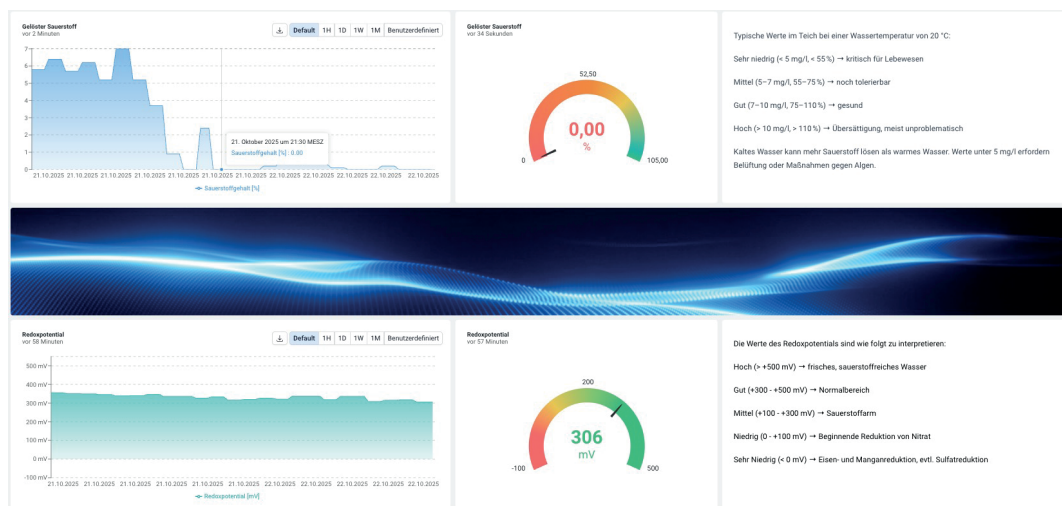 Gelöster Sauerstoff
vor 2 Minuten
Default 1H 1D 1W 1M Benutzerdefiniert
7
6
5
4
3
2
1
0
21. Oktober 2025 um 21:30 MESZ
Sauerstoffgehalt [%] : 0.00
21.10.2025 21.10.2025 21.10.2025 21.10.2025 21.10.2025 22.10.2025 22.10.2025 22.10.2025 22.10.2025 22.10.2025 22.10.2025
Sauerstoffgehalt [%]
Gelöster Sauerstoff
vor 34 Sekunden
52,50
0,00
%
0
105,00
Typische Werte im Teich bei einer Wassertemperatur von 20 °C:
Sehr niedrig (< 5 mg/l, < 55 %) → kritisch für Lebewesen
Mittel (5–7 mg/l, 55–75 %) → noch tolerierbar
Gut (7–10 mg/l, 75–110 %) → gesund
Hoch (> 10 mg/l, > 110 %) → Übersättigung, meist unproblematisch
Kaltes Wasser kann mehr Sauerstoff lösen als warmes Wasser. Werte unter 5 mg/l erfordern
Belüftung oder Maßnahmen gegen Algen.
Redoxpotential
vor 58 Minuten
Default 1H 1D 1W 1M Benutzerdefiniert
500 mV
400 mV
300 mV
200 mV
100 mV
0 mV
-100 mV
21.10.2025 21.10.2025 21.10.2025 21.10.2025 21.10.2025 22.10.2025 22.10.2025 22.10.2025 22.10.2025 22.10.2025 22.10.2025
Redoxpotential [mV]
Redoxpotential
vor 57 Minuten
200
306
mV
-100
500
Die Werte des Redoxpotentials sind wie folgt zu interpretieren:
Hoch (> +500 mV) → frisches, sauerstoffreiches Wasser
Gut (+300 - +500 mV) → Normalbereich
Mittel (+100 - +300 mV) → Sauerstoffarm
Niedrig (0 - +100 mV) → Beginnende Reduktion von Nitrat
Sehr Niedrig (< 0 mV) → Eisen- und Manganreduktion, evtl. Sulfatreduktion